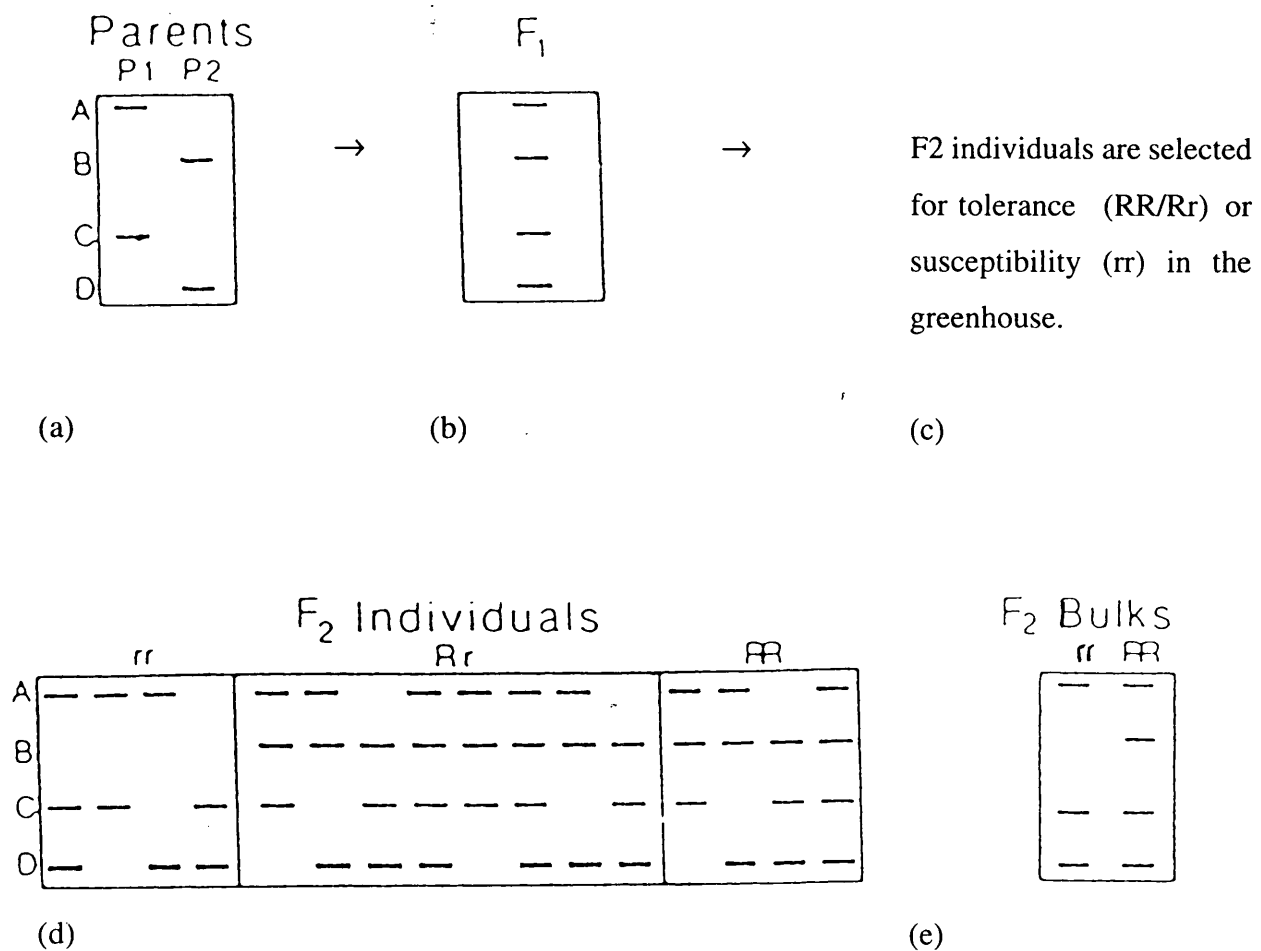 Parents
P1 P2
A
B
C
D
→
F1
→
F2 individuals are selected
for tolerance (RR/Rr) or
susceptibility (rr) in the
greenhouse.
(a)
(b)
(c)
F2 Individuals
rr
Rr
RR
A
B
C
D
F2 Bulks
rr RR
(d)
(e)